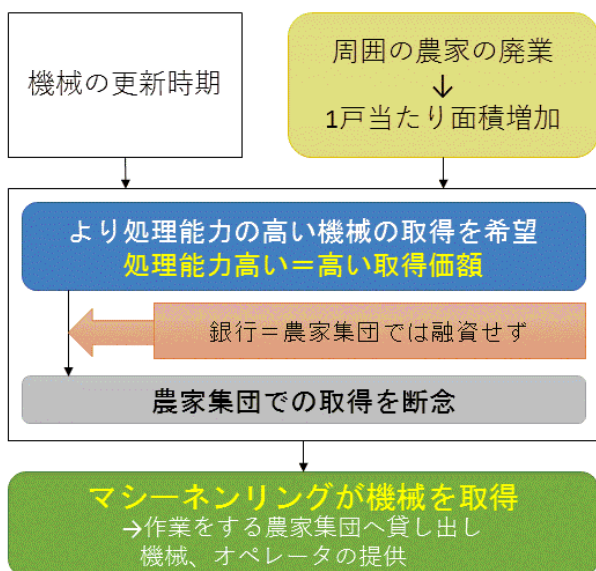 機械の更新時期
周囲の農家の廃業
↓
1戸当たり面積増加
より処理能力の高い機械の取得を希望
処理能力高い＝高い取得価額
銀行＝農家集団では融資せず
農家集団での取得を断念
マシーネンリングが機械を取得
→作業をする農家集団へ貸し出し
機械、オペレータの提供